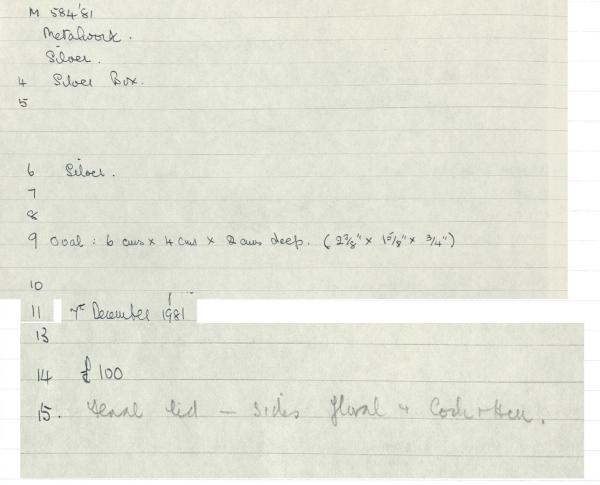 M 584'81
Metalwork.
Silver.
4 Silver Box.
5
6 Silver.
7
8
9 Oval : 6 cms x 4 cms x 2 cms deep. (2 3/8" x 1 5/8" x 3/4")
10
11 7th December 1981
13
14 £100
15. lid – sides floral + Cock + Hen.